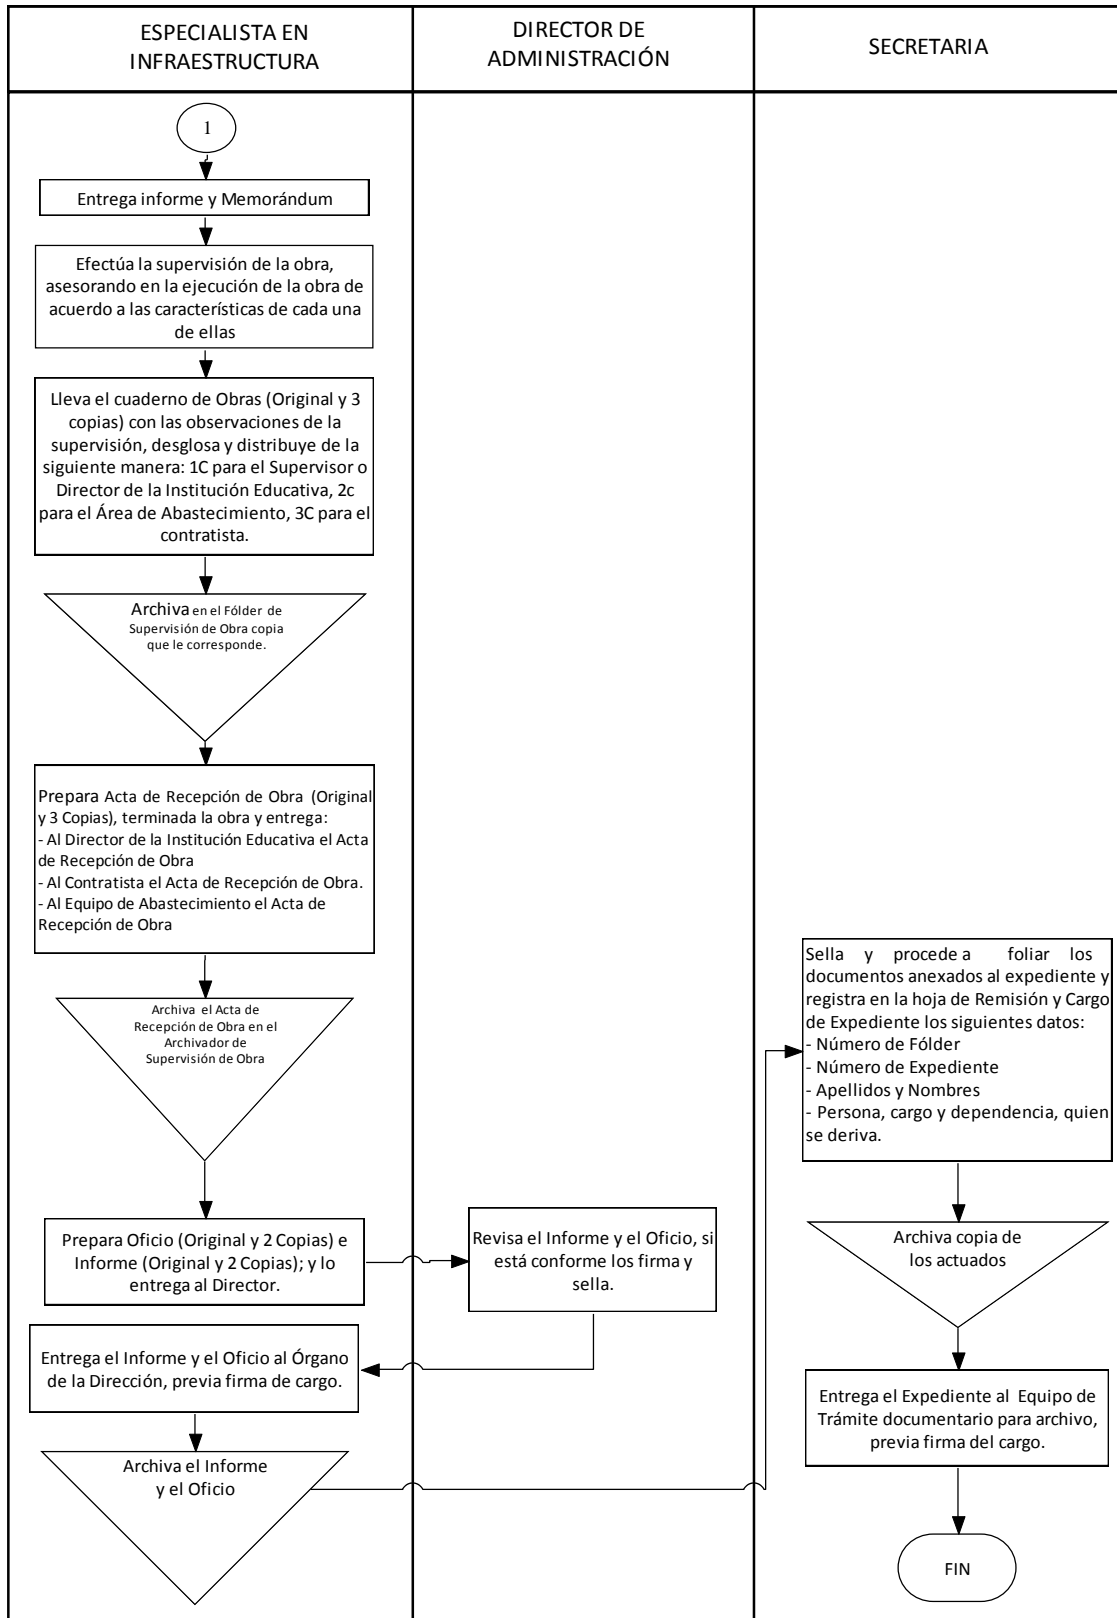 ESPECIALISTA EN
INFRAESTRUCTURA
DIRECTOR DE
ADMINISTRACIÓN
SECRETARIA
1
Entrega informe y Memorándum
Efectúa la supervisión de la obra,
asesorando en la ejecución de la obra de
acuerdo a las características de cada una
de ellas
Lleva el cuaderno de Obras (Original y 3
copias) con las observaciones de la
supervisión, desglosa y distribuye de la
siguiente manera: 1C para el Supervisor o
Director de la Institución Educativa, 2c
para el Área de Abastecimiento, 3C para el
contratista.
Archiva en el Fólder de
Supervisión de Obra copia
que le corresponde.
Prepara Acta de Recepción de Obra (Original
y 3 Copias), terminada la obra y entrega:
- Al Director de la Institución Educativa el Acta
de Recepción de Obra
- Al Contratista el Acta de Recepción de Obra.
- Al Equipo de Abastecimiento el Acta de
Recepción de Obra
Archiva el Acta de
Recepción de Obra en el
Archivador de
Supervisión de Obra
Prepara Oficio (Original y 2 Copias) e
Informe (Original y 2 Copias); y lo
entrega al Director.
Revisa el Informe y el Oficio, si
está conforme los firma y
sella.
Entrega el Informe y el Oficio al Órgano
de la Dirección, previa firma de cargo.
Archiva el Informe
y el Oficio
Sella y procede a foliar los
documentos anexados al expediente y
registra en la hoja de Remisión y Cargo
de Expediente los siguientes datos:
- Número de Fólder
- Número de Expediente
- Apellidos y Nombres
- Persona, cargo y dependencia, quien
se deriva.
Archiva copia de
los actuados
Entrega el Expediente al Equipo de
Trámite documentario para archivo,
previa firma del cargo.
FIN